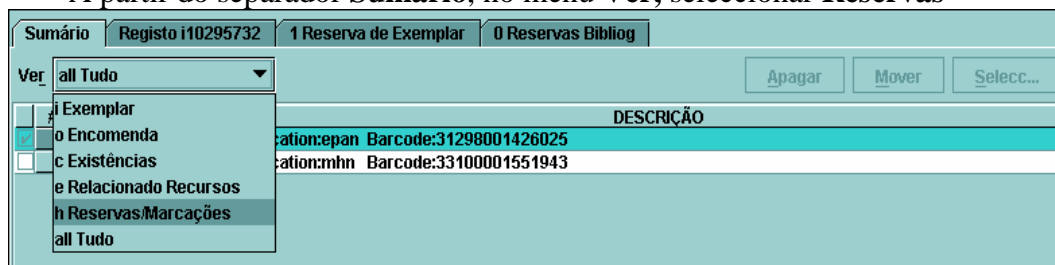 A partir do separador Sumário, no menu Ver, seleccionar Reservas
Sumário Registo i10295732 1 Reserva de Exemplar 0 Reservas Bibliog
Ver all Tudo Apagar Mover Selecc...
DESCRIÇÃO
i Exemplar
o Encomenda cation:epan Barcode:31298001426025
c Existências cation:mhn Barcode:33100001551943
e Relacionado Recursos
h Reservas/Marcações
all Tudo